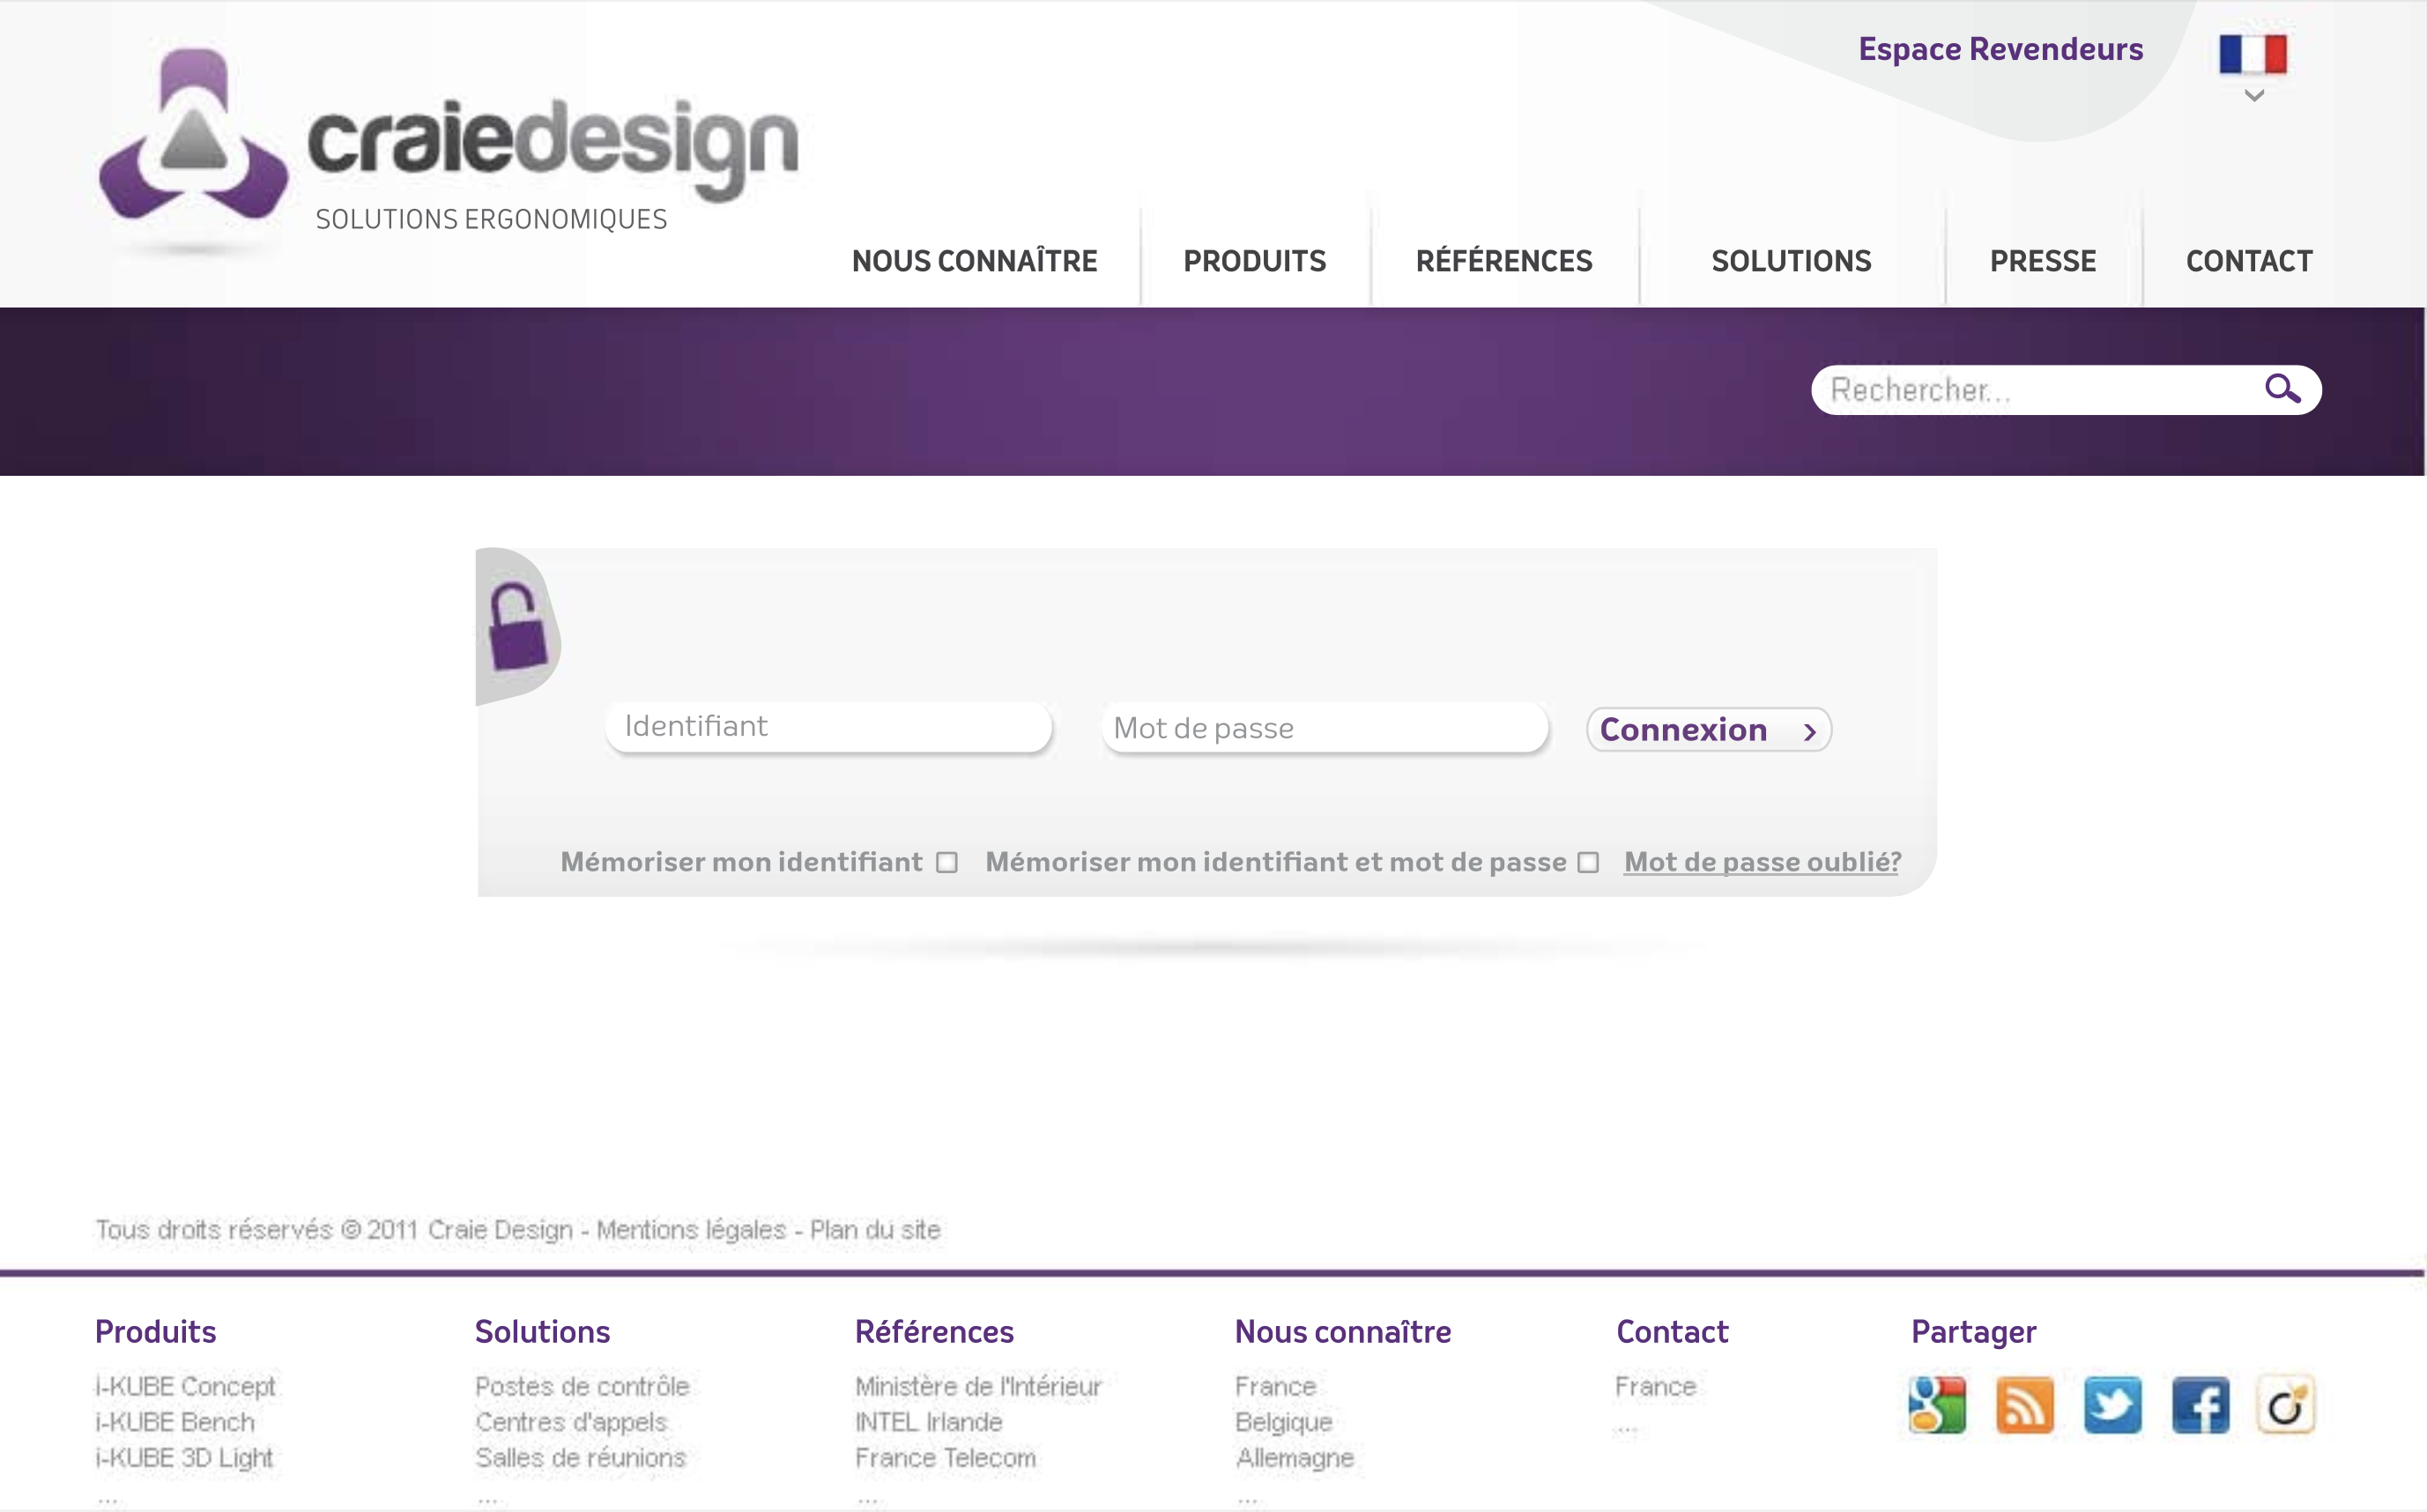 Espace Revendeurs
craiedesign
SOLUTIONS ERGONOMIQUES
NOUS CONNAÎTRE PRODUITS RÉFÉRENCES SOLUTIONS PRESSE CONTACT
Rechercher...
Identifiant Mot de passe Connexion ›
Mémoriser mon identifiant Mémoriser mon identifiant et mot de passe Mot de passe oublié?
Tous droits réservés © 2011 Craie Design - Mentions légales - Plan du site
Produits Solutions Références Nous connaître Contact Partager
i-KUBE Concept Postes de contrôle Ministère de l'Intérieur France France
i-KUBE Bench Centres d'appels INTEL Irlande Belgique ...
i-KUBE 3D Light Salles de réunions France Telecom Allemagne
... ... ... ...